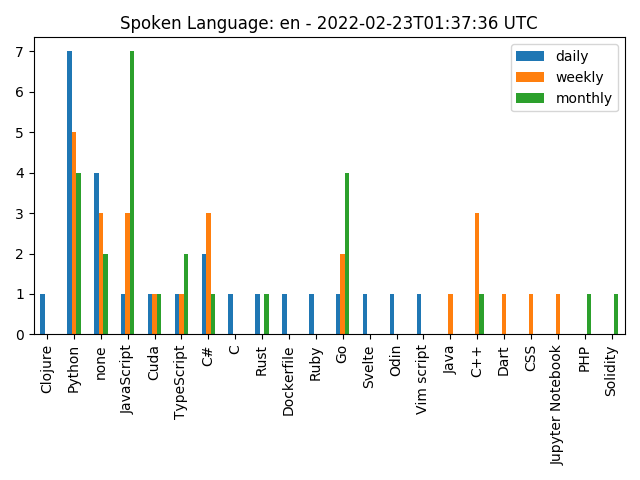 Spoken Language: en - 2022-02-23T01:37:36 UTC
daily
weekly
monthly
7
6
5
4
3
2
1
0
Clojure
Python
none
JavaScript
Cuda
TypeScript
C#
C
Rust
Dockerfile
Ruby
Go
Svelte
Odin
Vim script
Java
C++
Dart
CSS
Jupyter Notebook
PHP
Solidity